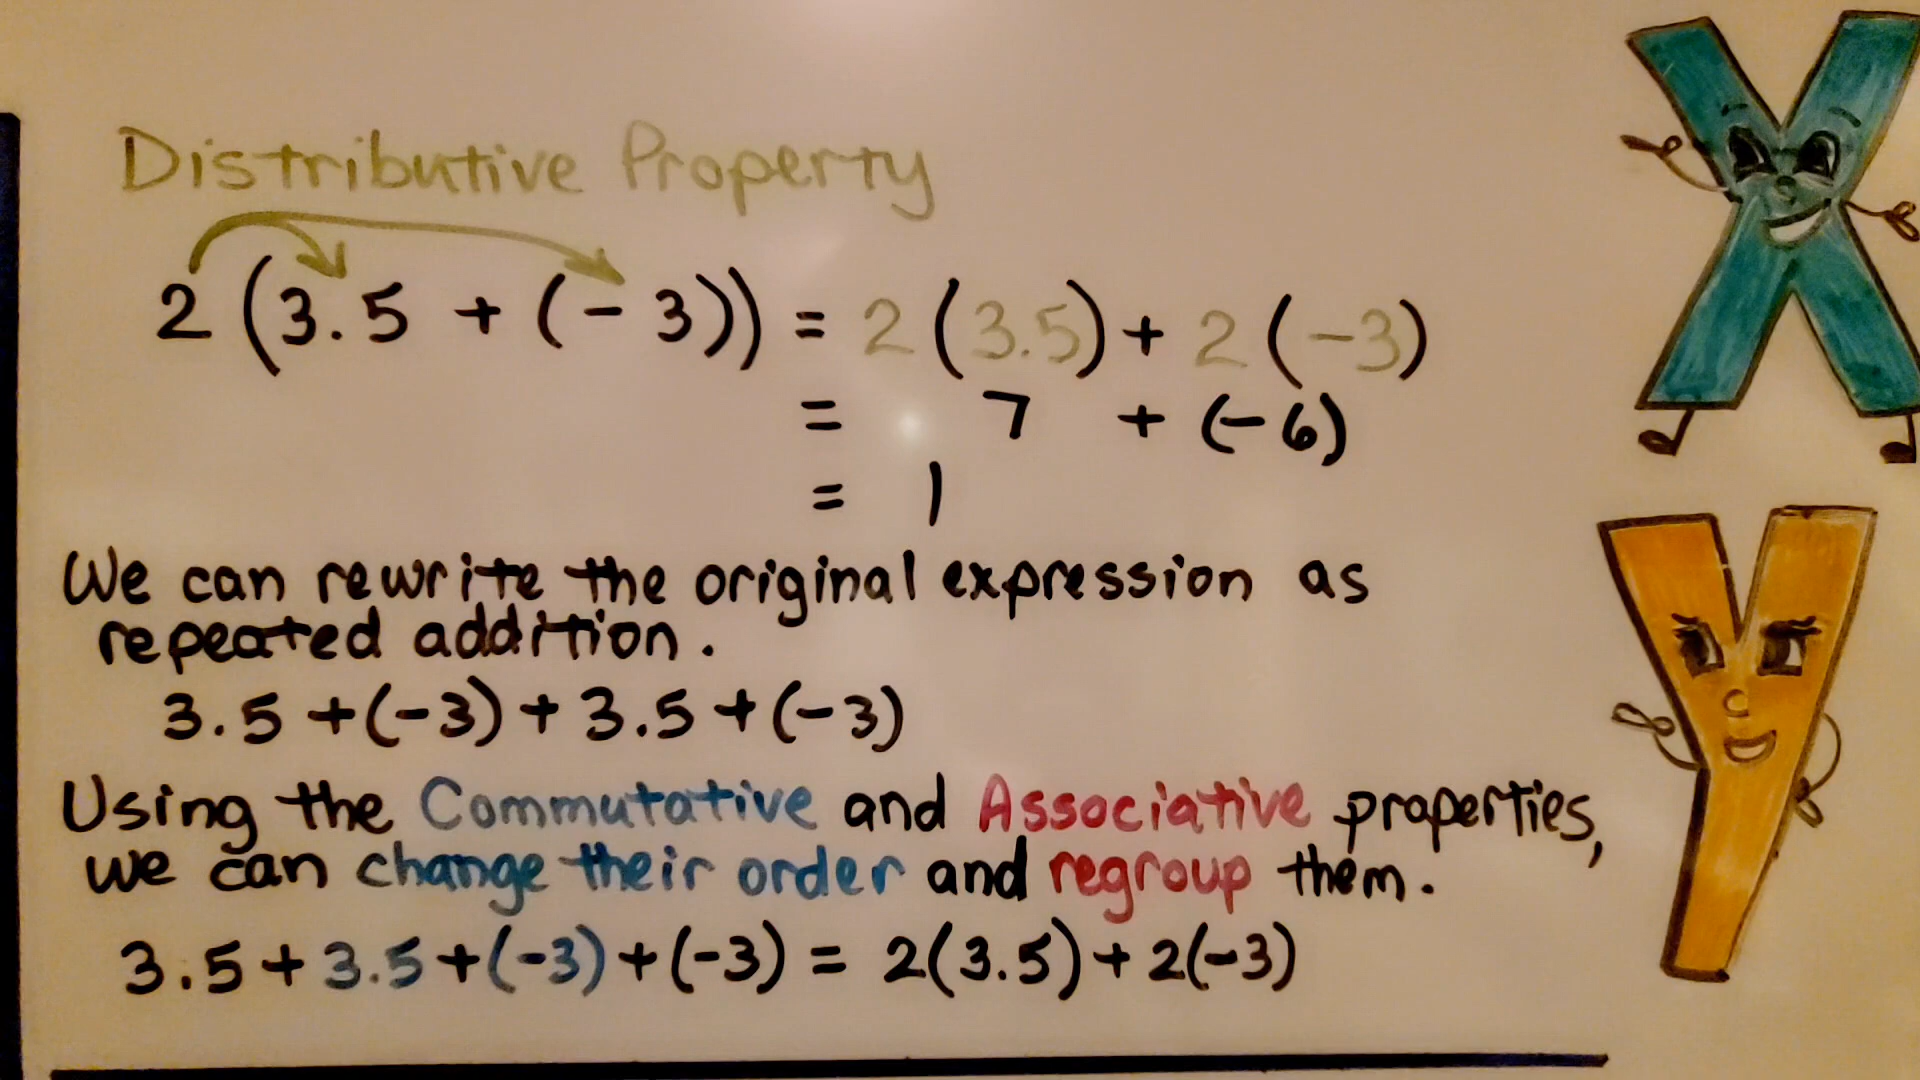 Distributive Property
2(3.5 + (-3)) = 2(3.5) + 2(-3)
= 7 + (-6)
= 1
We can rewrite the original expression as
repeated addition.
3.5 + (-3) + 3.5 + (-3)
Using the Commutative and Associative properties,
we can change their order and regroup them.
3.5 + 3.5 + (-3) + (-3) = 2(3.5) + 2(-3)